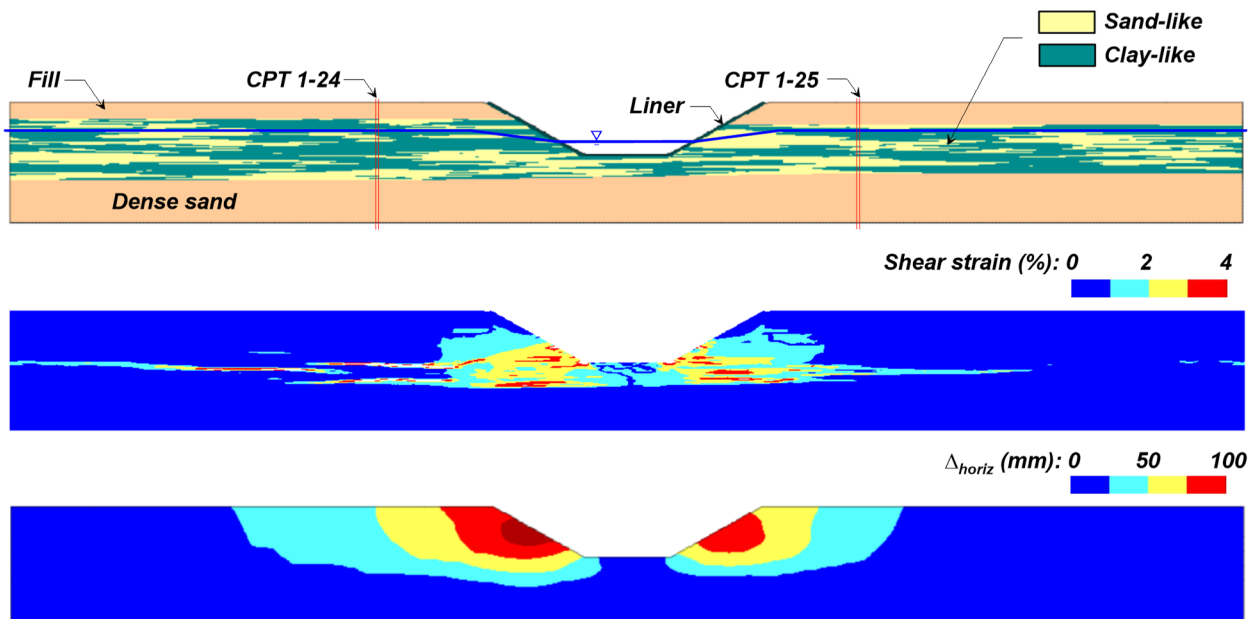 Sand-like
Clay-like
Fill
CPT 1-24
CPT 1-25
Liner
Dense sand
Shear strain (%): 0 2 4
Δhoriz (mm): 0 50 100